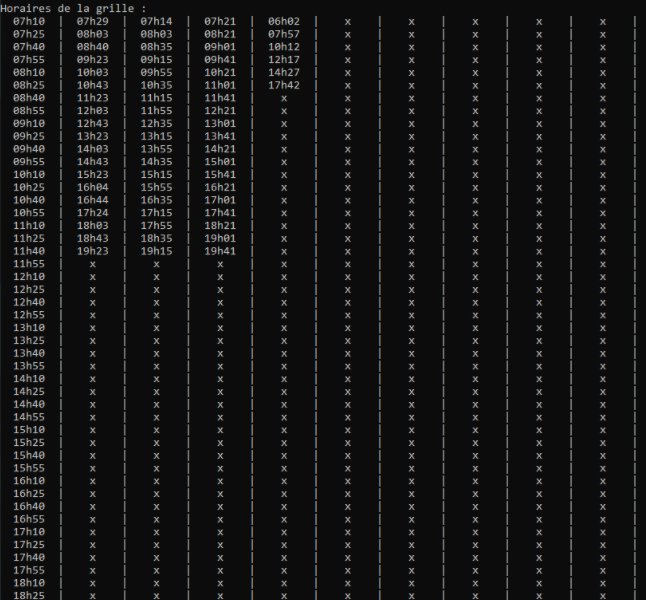 Horaires de la grille :
07h10 | 07h29 | 07h14 | 07h21 | 06h02 | x | x | x | x | x |
07h25 | 08h03 | 08h03 | 08h21 | 07h57 | x | x | x | x | x |
07h40 | 08h40 | 08h35 | 09h01 | 10h12 | x | x | x | x | x |
07h55 | 09h23 | 09h15 | 09h41 | 12h17 | x | x | x | x | x |
08h10 | 10h03 | 09h55 | 10h21 | 14h27 | x | x | x | x | x |
08h25 | 10h43 | 10h35 | 11h01 | 17h42 | x | x | x | x | x |
08h40 | 11h23 | 11h15 | 11h41 | x | x | x | x | x | x |
08h55 | 12h03 | 11h55 | 12h21 | x | x | x | x | x | x |
09h10 | 12h43 | 12h35 | 13h01 | x | x | x | x | x | x |
09h25 | 13h23 | 13h15 | 13h41 | x | x | x | x | x | x |
09h40 | 14h03 | 13h55 | 14h21 | x | x | x | x | x | x |
09h55 | 14h43 | 14h35 | 15h01 | x | x | x | x | x | x |
10h10 | 15h23 | 15h15 | 15h41 | x | x | x | x | x | x |
10h25 | 16h04 | 15h55 | 16h21 | x | x | x | x | x | x |
10h40 | 16h44 | 16h35 | 17h01 | x | x | x | x | x | x |
10h55 | 17h24 | 17h15 | 17h41 | x | x | x | x | x | x |
11h10 | 18h03 | 17h55 | 18h21 | x | x | x | x | x | x |
11h25 | 18h43 | 18h35 | 19h01 | x | x | x | x | x | x |
11h40 | 19h23 | 19h15 | 19h41 | x | x | x | x | x | x |
11h55 | x | x | x | x | x | x | x | x | x |
12h10 | x | x | x | x | x | x | x | x | x |
12h25 | x | x | x | x | x | x | x | x | x |
12h40 | x | x | x | x | x | x | x | x | x |
12h55 | x | x | x | x | x | x | x | x | x |
13h10 | x | x | x | x | x | x | x | x | x |
13h25 | x | x | x | x | x | x | x | x | x |
13h40 | x | x | x | x | x | x | x | x | x |
13h55 | x | x | x | x | x | x | x | x | x |
14h10 | x | x | x | x | x | x | x | x | x |
14h25 | x | x | x | x | x | x | x | x | x |
14h40 | x | x | x | x | x | x | x | x | x |
14h55 | x | x | x | x | x | x | x | x | x |
15h10 | x | x | x | x | x | x | x | x | x |
15h25 | x | x | x | x | x | x | x | x | x |
15h40 | x | x | x | x | x | x | x | x | x |
15h55 | x | x | x | x | x | x | x | x | x |
16h10 | x | x | x | x | x | x | x | x | x |
16h25 | x | x | x | x | x | x | x | x | x |
16h40 | x | x | x | x | x | x | x | x | x |
16h55 | x | x | x | x | x | x | x | x | x |
17h10 | x | x | x | x | x | x | x | x | x |
17h25 | x | x | x | x | x | x | x | x | x |
17h40 | x | x | x | x | x | x | x | x | x |
17h55 | x | x | x | x | x | x | x | x | x |
18h10 | x | x | x | x | x | x | x | x | x |
18h25 | x | x | x | x | x | x | x | x | x |